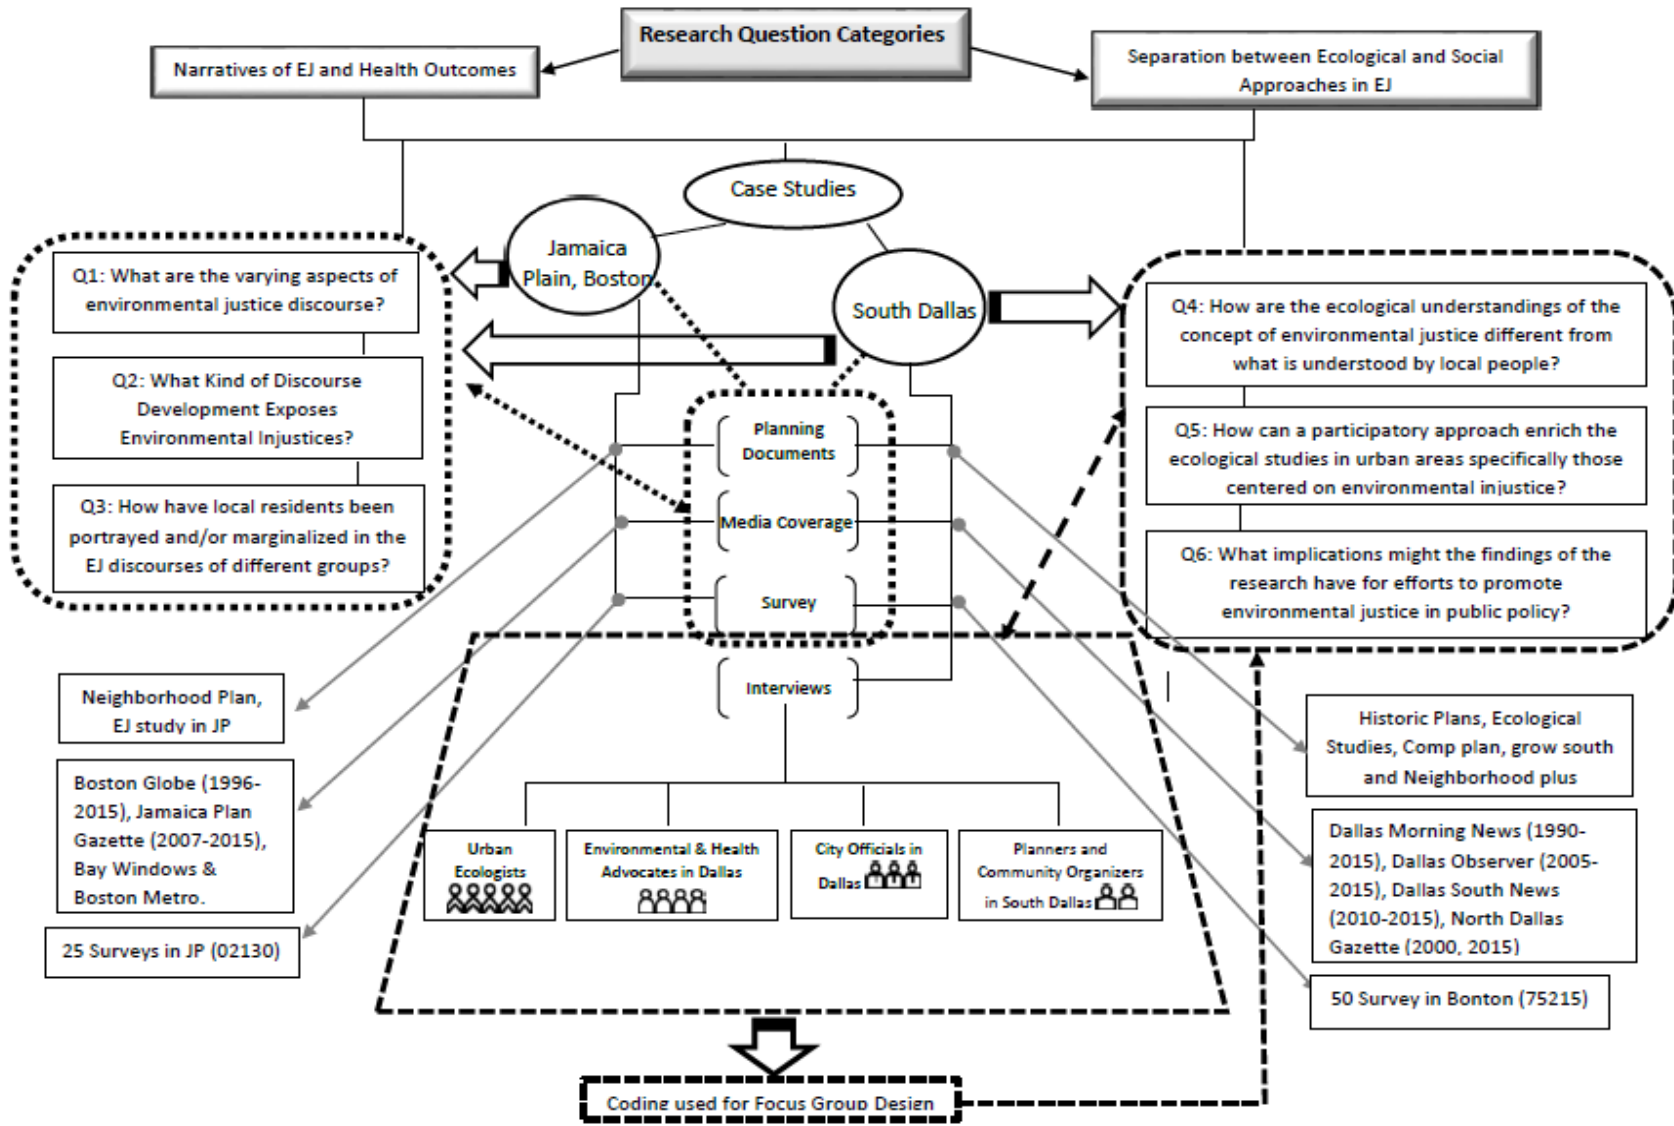 Research Question Categories
Narratives of EJ and Health Outcomes
Separation between Ecological and Social
Approaches in EJ
Case Studies
Jamaica
Plain, Boston
South Dallas
Q1: What are the varying aspects of
environmental justice discourse?
Q2: What Kind of Discourse
Development Exposes
Environmental Injustices?
Q3: How have local residents been
portrayed and/or marginalized in the
EJ discourses of different groups?
Q4: How are the ecological understandings of the
concept of environmental justice different from
what is understood by local people?
Q5: How can a participatory approach enrich the
ecological studies in urban areas specifically those
centered on environmental injustice?
Q6: What implications might the findings of the
research have for efforts to promote
environmental justice in public policy?
Planning
Documents
Media Coverage
Survey
Interviews
Neighborhood Plan,
EJ study in JP
Boston Globe (1996-
2015), Jamaica Plan
Gazette (2007-2015),
Bay Windows &
Boston Metro.
25 Surveys in JP (02130)
Historic Plans, Ecological
Studies, Comp plan, grow south
and Neighborhood plus
Dallas Morning News (1990-
2015), Dallas Observer (2005-
2015), Dallas South News
(2010-2015), North Dallas
Gazette (2000, 2015)
50 Survey in Bonton (75215)
Urban
Ecologists
Environmental & Health
Advocates in Dallas
City Officials in
Dallas
Planners and
Community Organizers
in South Dallas
Coding used for Focus Group Design